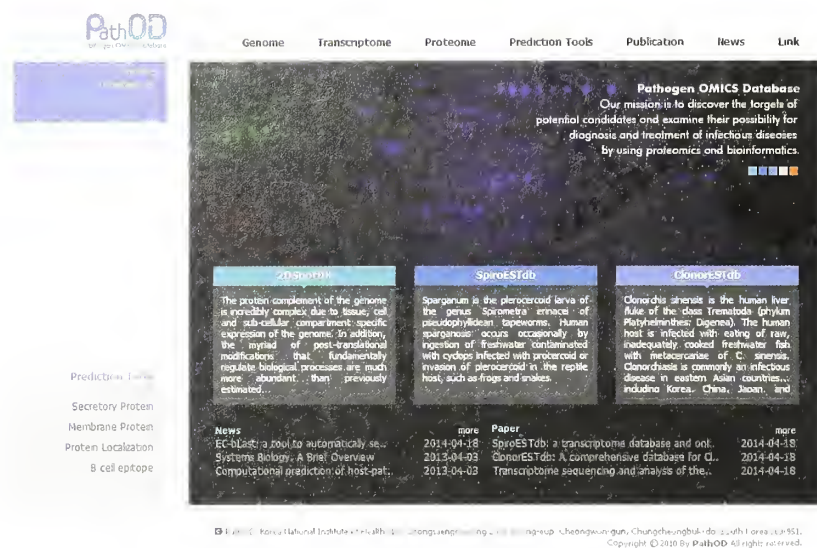 PathOD
Genome Transcriptome Proteome Prediction Tools Publication News Link
Pathogen OMICS Database
Our mission is to discover the targets of
potential candidates and examine their possibility for
diagnosis and treatment of infectious diseases
by using proteomics and bioinformatics.
2DSpotDB
The protein complement of the genome
is incredibly complex due to tissue, cell
and sub-cellular compartment specific
expression of the genome. In addition,
the myriad of post-translational
modifications that fundamentally
regulate biological processes are much
more abundant than previously
estimated...
SpiroESTdb
Sparganum is the plerocercoid larva of
the genus Spirometra erinacei of
pseudophyllidean tapeworms. Human
sparganosis occurs occasionally by
ingestion of freshwater contaminated
with cyclops infected with procercoid or
invasion of plerocercoid in the reptile
host, such as frogs and snakes.
ClonorESTdb
Clonorchis sinensis is the human liver
fluke of the class Trematoda (phylum
Platyhelminthes: Digenea). The human
host is infected with eating of raw,
inadequately cooked freshwater fish
with metacercariae of C. sinensis.
Clonorchiasis is commonly an infectious
disease in eastern Asian countries,
including Korea, China, Japan, and
Prediction Tools
Secretory Protein
Membrane Protein
Protein Localization
B cell epitope
News more
EC-bLast: a tool to automatically se.. 2014-04-18
Systems Biology. A Brief Overview 2013-04-03
Computational prediction of host-pat.. 2013-04-03
Paper more
SpiroESTdb: a transcriptome database and onl.. 2014-04-18
ClonorESTdb: A comprehensive database for Cl.. 2014-04-18
Transcriptome sequencing and analysis of the.. 2014-04-18
Korea National Institute of Health Cheongwon-gun, Chungcheongbuk-do, South Korea
Copyright © 2010 By PathOD All rights reserved.